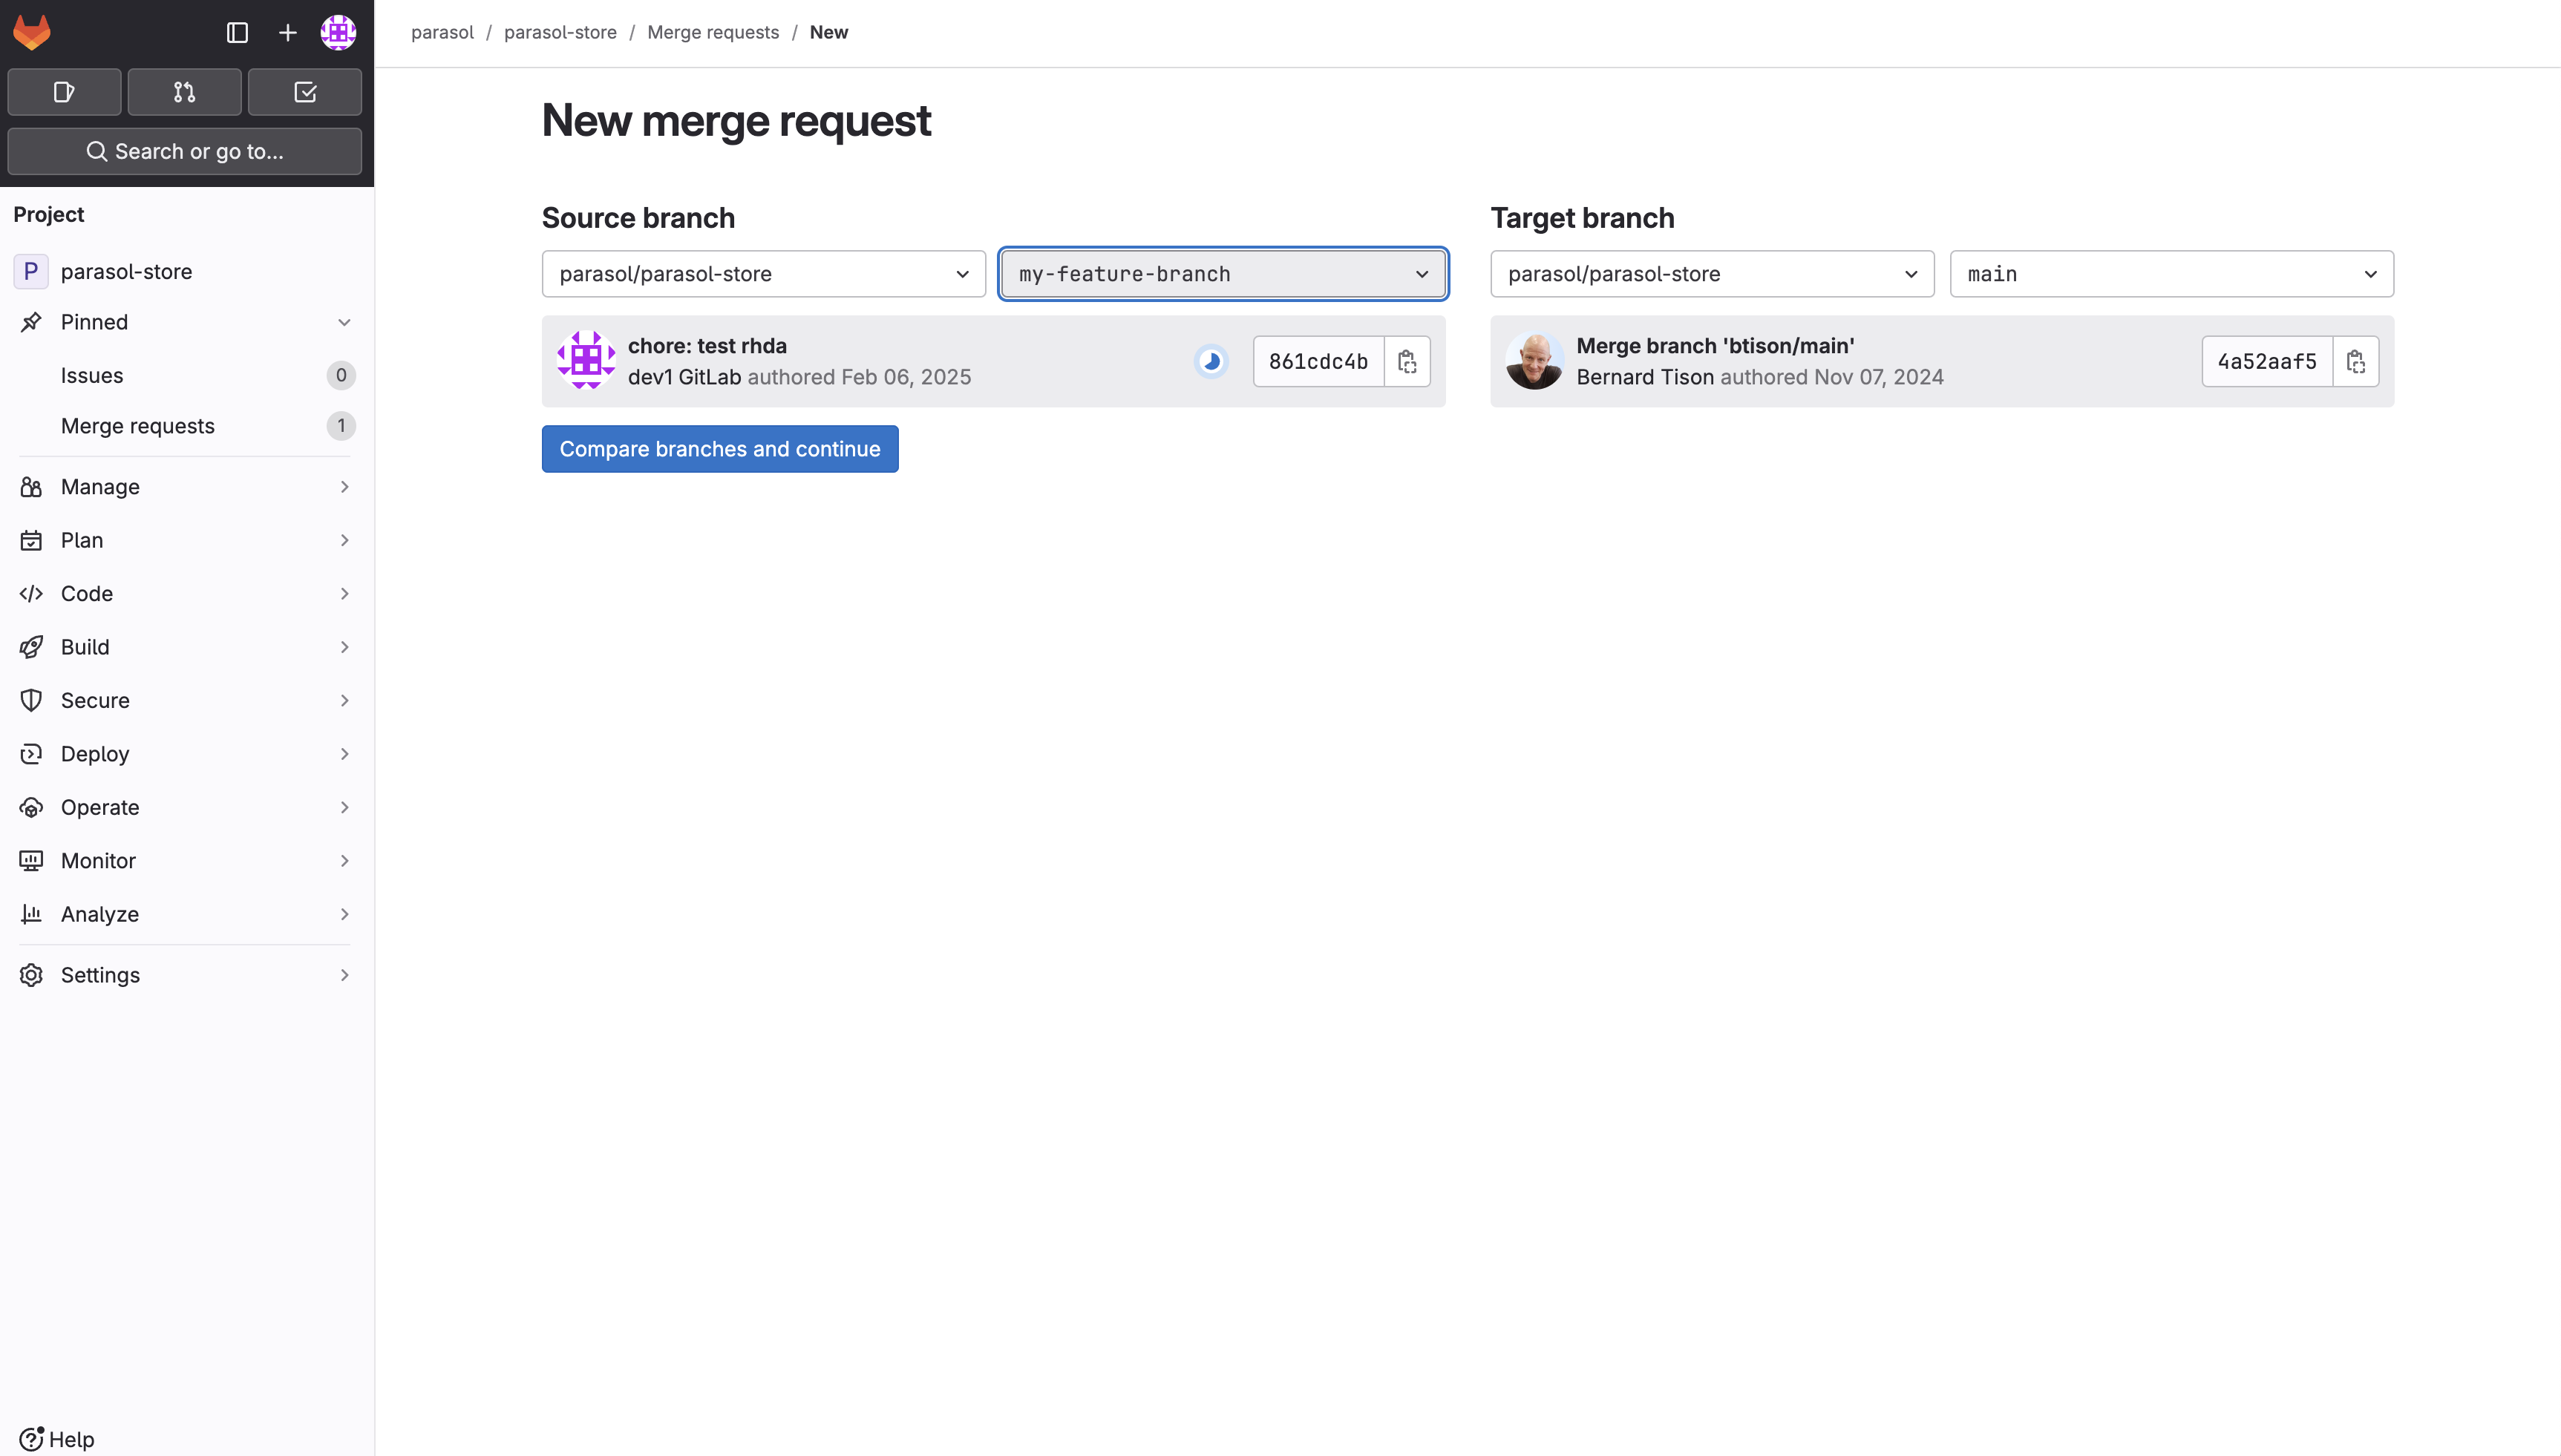 parasol / parasol-store / Merge requests / New
Search or go to...
Project
P parasol-store
Pinned
Issues 0
Merge requests 1
Manage
Plan
Code
Build
Secure
Deploy
Operate
Monitor
Analyze
Settings
Help
New merge request
Source branch
parasol/parasol-store my-feature-branch
chore: test rhda
dev1 GitLab authored Feb 06, 2025
861cdc4b
Compare branches and continue
Target branch
parasol/parasol-store main
Merge branch 'btison/main'
Bernard Tison authored Nov 07, 2024
4a52aaf5